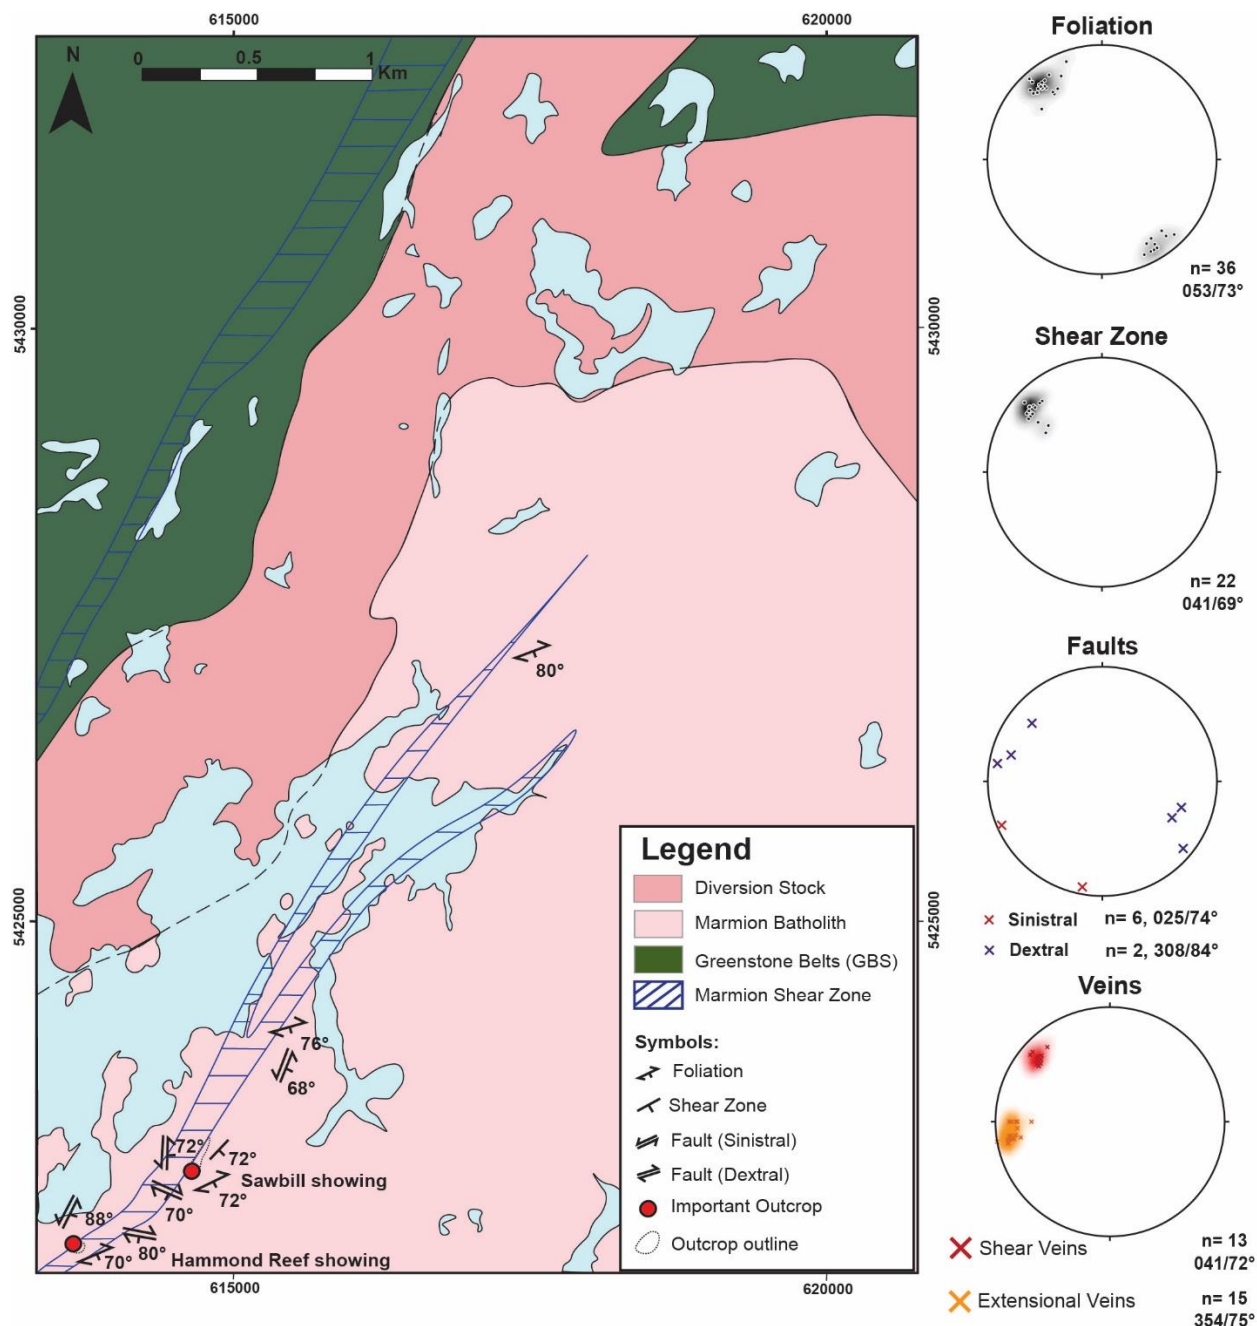 615000
620000
N
0
0.5
1
Km
5430000
5430000
5425000
5425000
80°
76°
68°
72°
72°
Sawbill showing
72°
70°
88°
80°
70°
Hammond Reef showing
615000
620000
Legend
Diversion Stock
Marmion Batholith
Greenstone Belts (GBS)
Marmion Shear Zone
Symbols:
Foliation
Shear Zone
Fault (Sinistral)
Fault (Dextral)
Important Outcrop
Outcrop outline
Foliation
n= 36
053/73°
Shear Zone
n= 22
041/69°
Faults
Sinistral n= 6, 025/74°
Dextral n= 2, 308/84°
Veins
Shear Veins
n= 13
041/72°
Extensional Veins
n= 15
354/75°